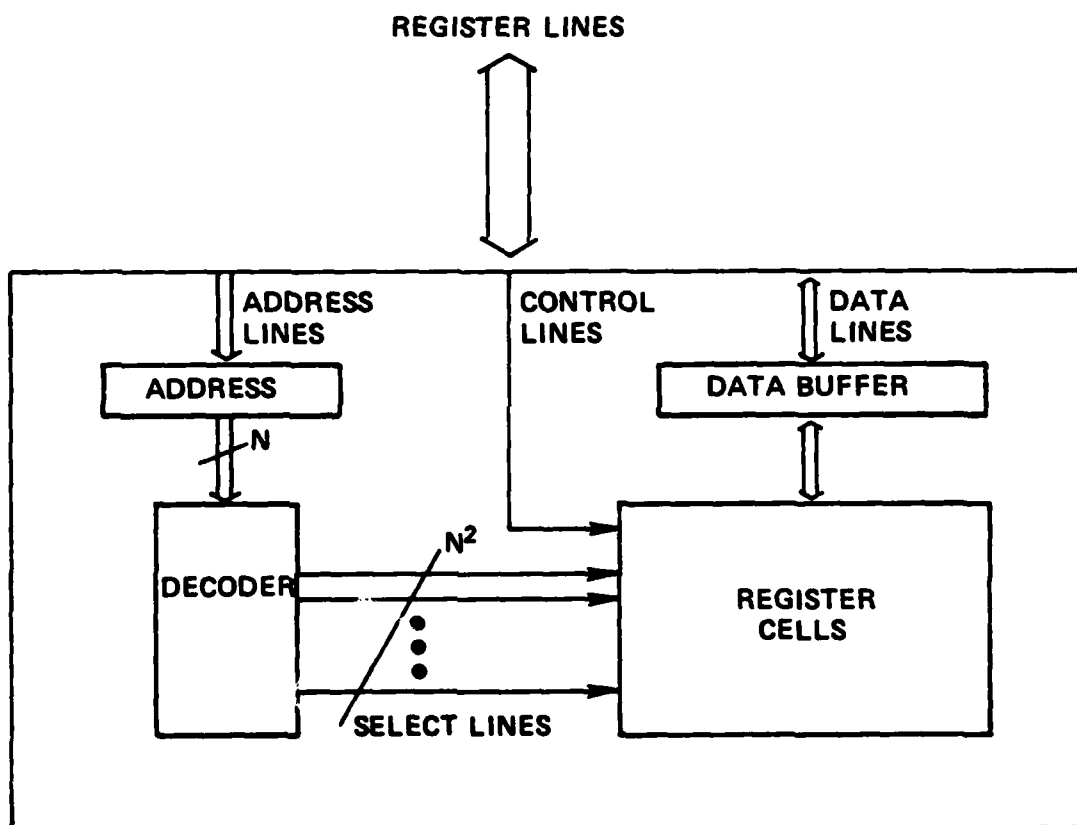 REGISTER LINES
ADDRESS
LINES
CONTROL
LINES
DATA
LINES
ADDRESS
DATA BUFFER
N
N²
DECODER
REGISTER
CELLS
SELECT LINES